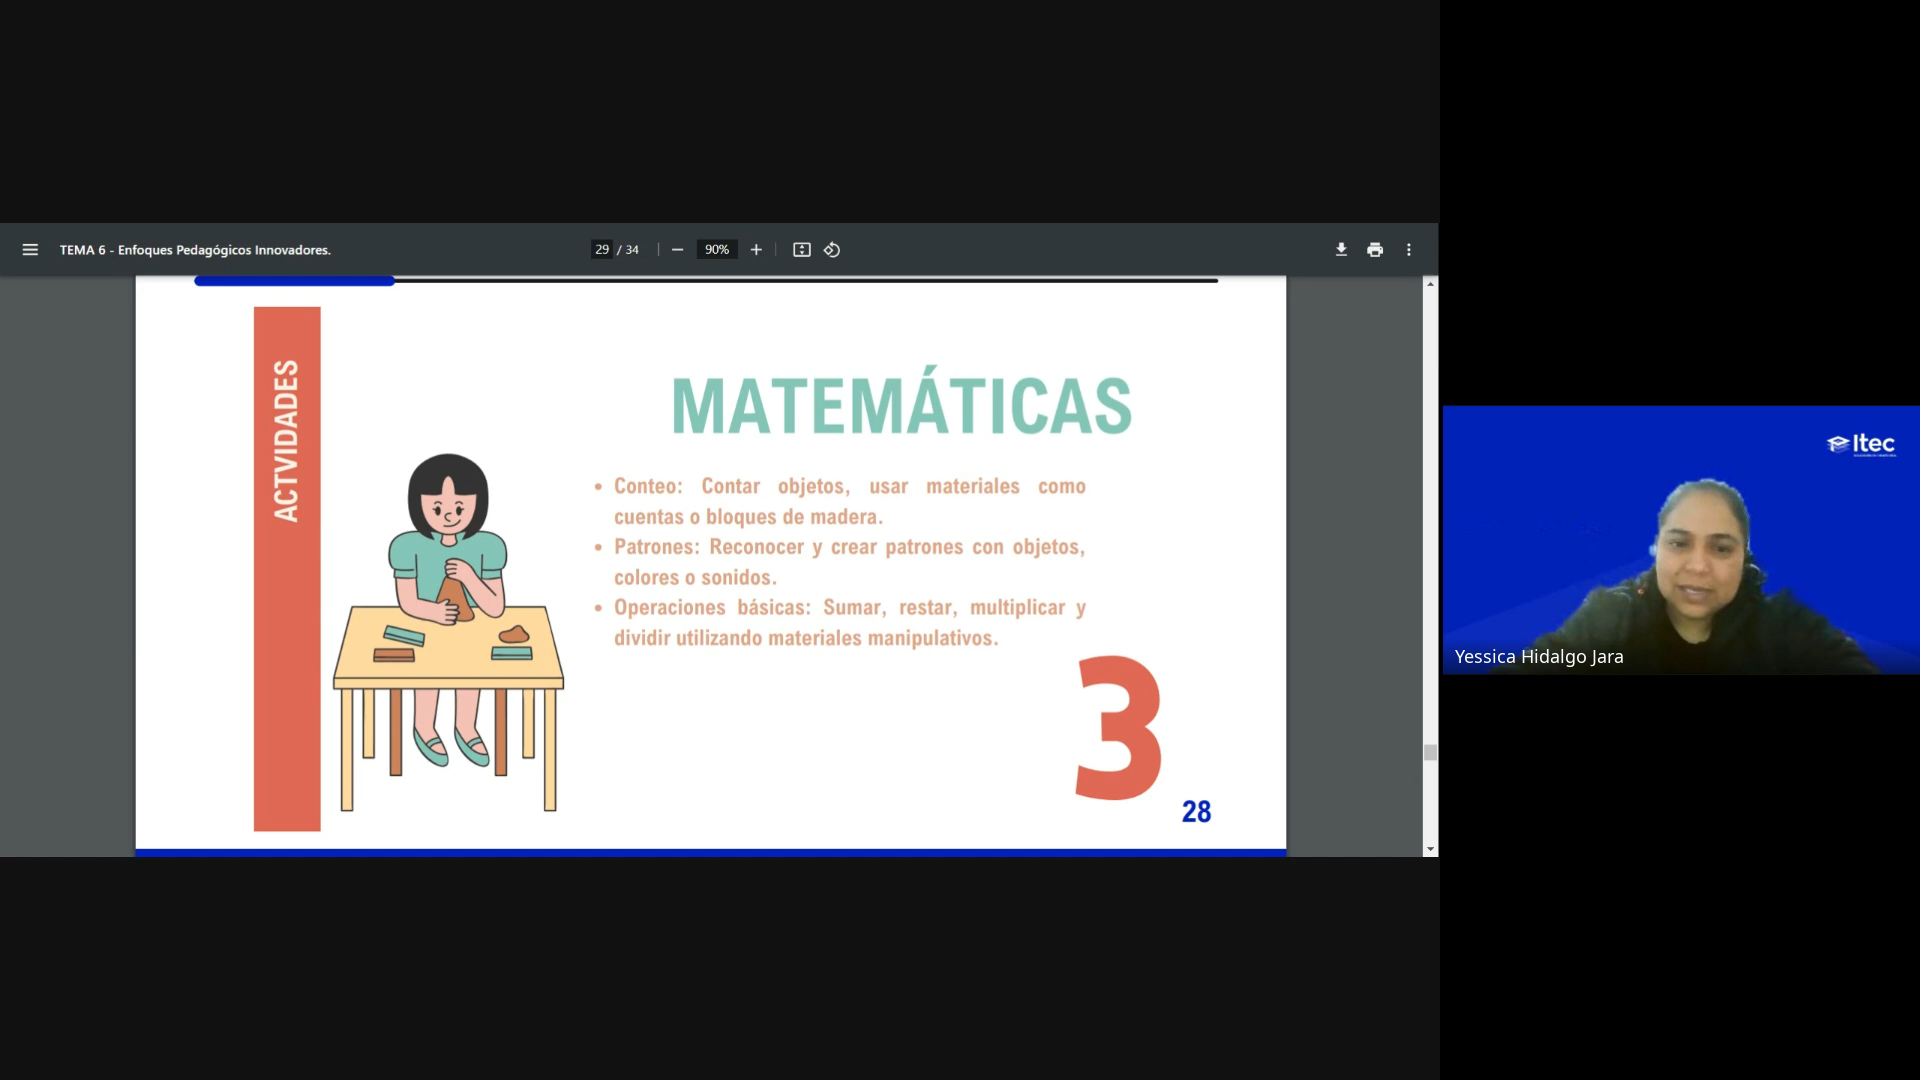 TEMA 6 - Enfoques Pedagógicos Innovadores.
29 / 34
90%
ACTVIDADES
MATEMÁTICAS
• Conteo: Contar objetos, usar materiales como
cuentas o bloques de madera.
• Patrones: Reconocer y crear patrones con objetos,
colores o sonidos.
• Operaciones básicas: Sumar, restar, multiplicar y
dividir utilizando materiales manipulativos.
3
28
Itec
Yessica Hidalgo Jara